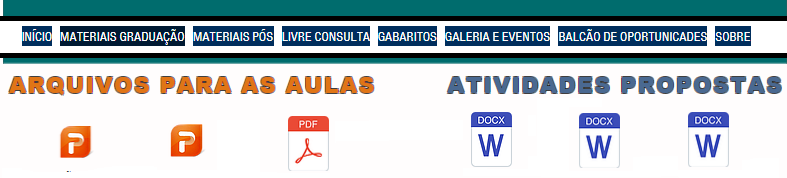 INÍCIO MATERIAIS GRADUAÇÃO MATERIAIS PÓS LIVRE CONSULTA GABARITOS GALERIA E EVENTOS BALCÃO DE OPORTUNICADES SOBRE
ARQUIVOS PARA AS AULAS ATIVIDADES PROPOSTAS
P P PDF DOCX W DOCX W DOCX W